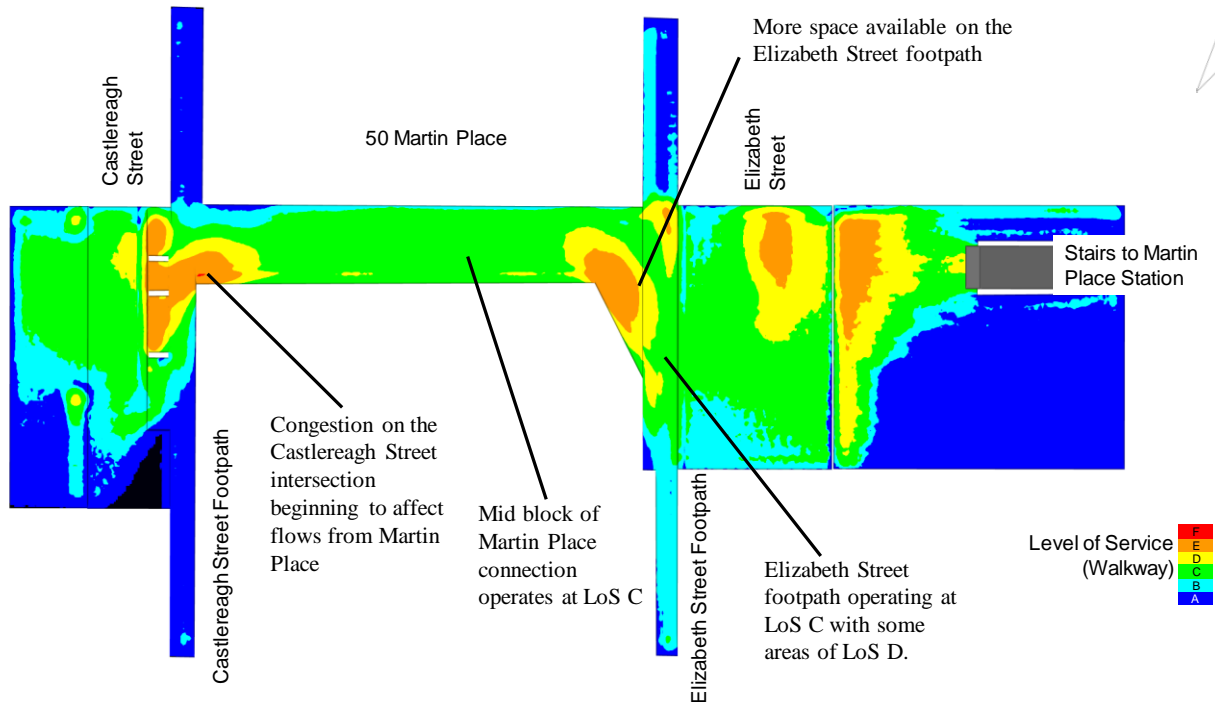 More space available on the
Elizabeth Street footpath
Castlereagh
Street
50 Martin Place
Elizabeth
Street
Stairs to Martin
Place Station
Congestion on the
Castlereagh Street
intersection
beginning to affect
flows from Martin
Place
Castlereagh Street Footpath
Mid block of
Martin Place
connection
operates at LoS C
Elizabeth Street Footpath
Elizabeth Street
footpath operating at
LoS C with some
areas of LoS D.
Level of Service
(Walkway)
F
E
D
C
B
A